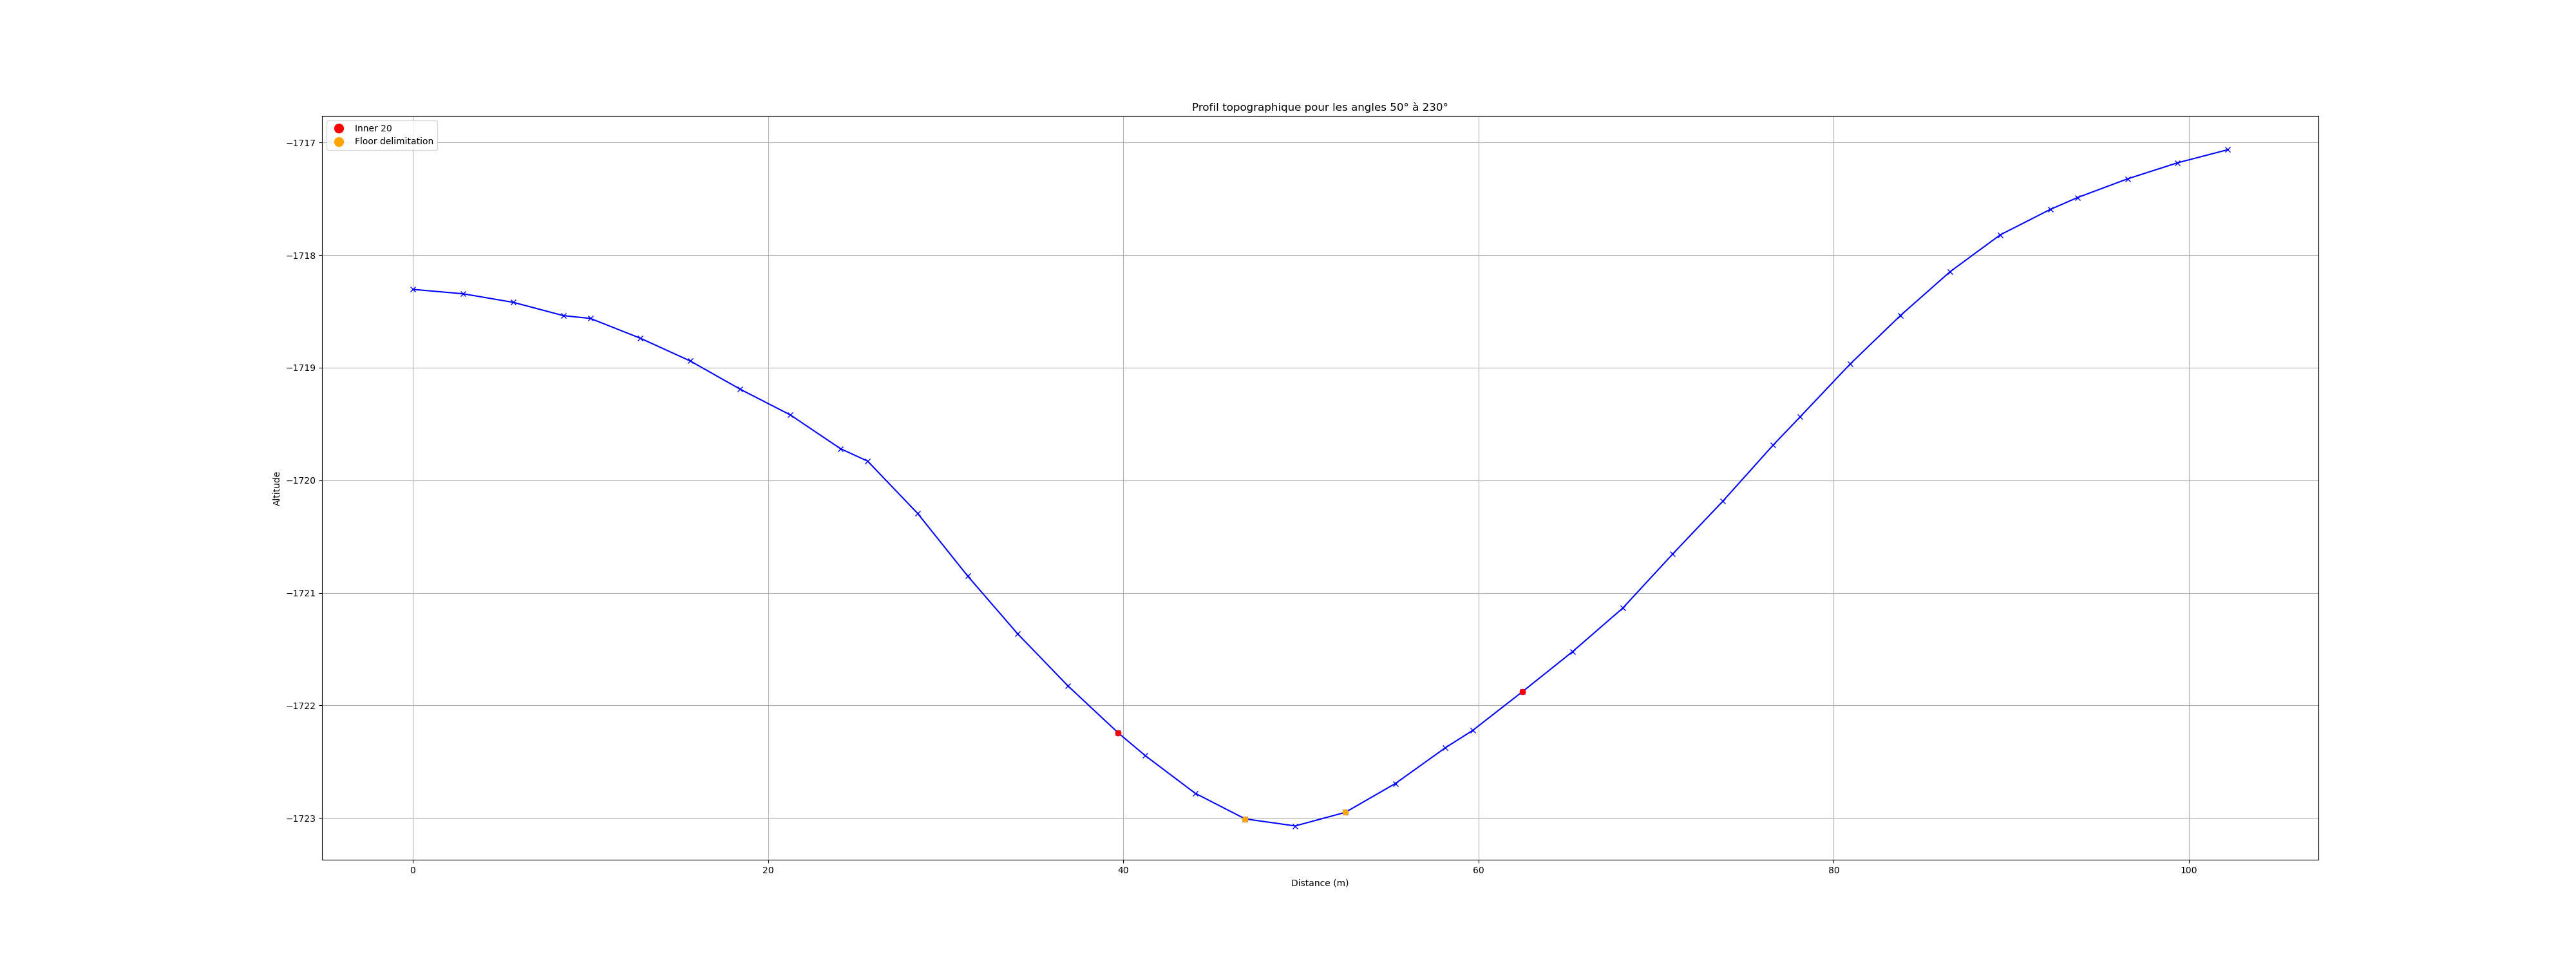 Profil topographique pour les angles 50° à 230°
Inner 20
Floor delimitation
−1717
−1718
−1719
−1720
−1721
−1722
−1723
Altitude
0 20 40 60 80 100
Distance (m)